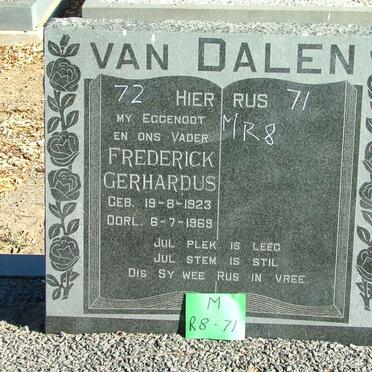 VAN DALEN
72 HIER RUS 71
MY EGGENOOT MR8
EN ONS VADER
FREDERICK
GERHARDUS
GEB. 19-8-1923
OORL. 6-7-1969
JUL PLEK IS LEEG
JUL STEM IS STIL
DIS SY WEE RUS IN VREE
M
R8-71